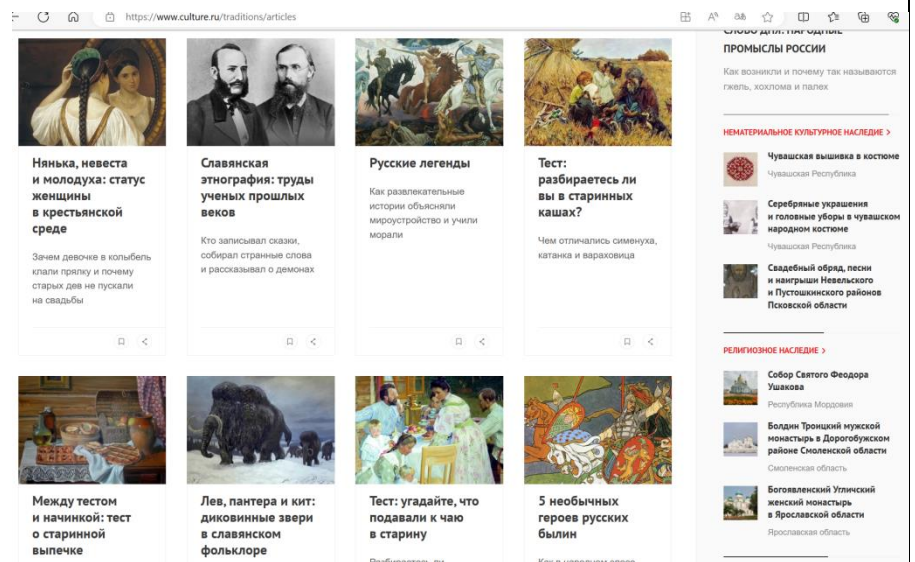 https://www.culture.ru/traditions/articles
Нянька, невеста
и молодуха: статус
женщины
в крестьянской
среде
Зачем девочке в колыбель
клали прялку и почему
старых дев не пускали
на свадьбы
Славянская
этнография: труды
ученых прошлых
веков
Кто записывал сказки,
собирал странные слова
и рассказывал о демонах
Русские легенды
Как развлекательные
истории объясняли
мироустройство и учили
морали
Тест:
разбираетесь ли
вы в старинных
кашах?
Чем отличались сименуха,
катанка и вараховица
Между тестом
и начинкой: тест
о старинной
выпечке
Лев, пантера и кит:
диковинные звери
в славянском
фольклоре
Тест: угадайте, что
подавали к чаю
в старину
5 необычных
героев русских
былин
СЛОВО ДНЯ: НАРОДНЫЕ
ПРОМЫСЛЫ РОССИИ
Как возникли и почему так называются
гжель, хохлома и палех
НЕМАТЕРИАЛЬНОЕ КУЛЬТУРНОЕ НАСЛЕДИЕ >
Чувашская вышивка в костюме
Чувашская Республика
Серебряные украшения
и головные уборы в чувашском
народном костюме
Чувашская Республика
Свадебный обряд, песни
и наигрыши Невельского
и Пустошкинского районов
Псковской области
РЕЛИГИОЗНОЕ НАСЛЕДИЕ >
Собор Святого Феодора
Ушакова
Республика Мордовия
Болдин Троицкий мужской
монастырь в Дорогобужском
районе Смоленской области
Смоленская область
Богоявленский Угличский
женский монастырь
в Ярославской области
Ярославская область